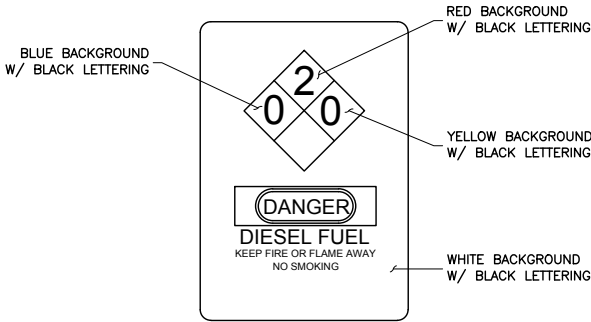 RED BACKGROUND
W/ BLACK LETTERING
BLUE BACKGROUND
W/ BLACK LETTERING
2
0
0
YELLOW BACKGROUND
W/ BLACK LETTERING
DANGER
DIESEL FUEL
KEEP FIRE OR FLAME AWAY
NO SMOKING
WHITE BACKGROUND
W/ BLACK LETTERING